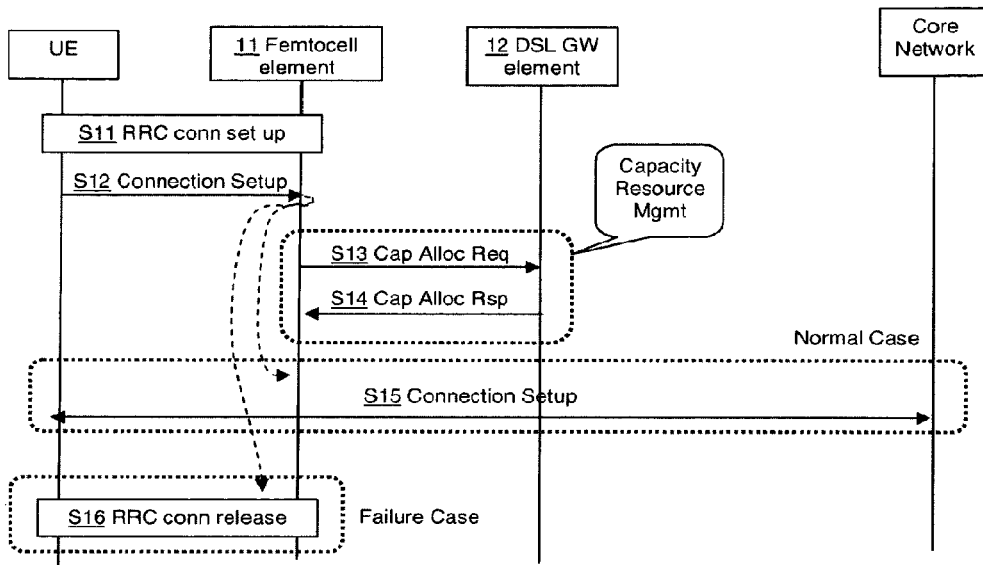 UE
11 Femtocell
element
12 DSL GW
element
Core
Network
S11 RRC conn set up
S12 Connection Setup
Capacity
Resource
Mgmt
S13 Cap Alloc Req
S14 Cap Alloc Rsp
Normal Case
S15 Connection Setup
S16 RRC conn release
Failure Case